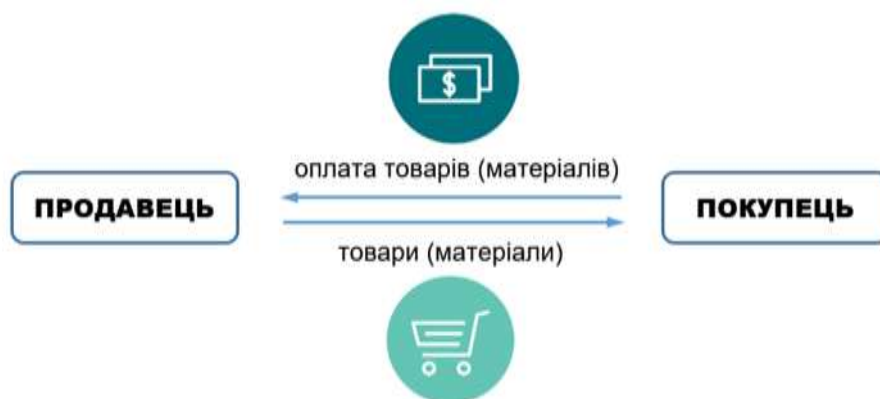 $
оплата товарів (матеріалів)
ПРОДАВЕЦЬ
ПОКУПЕЦЬ
товари (матеріали)